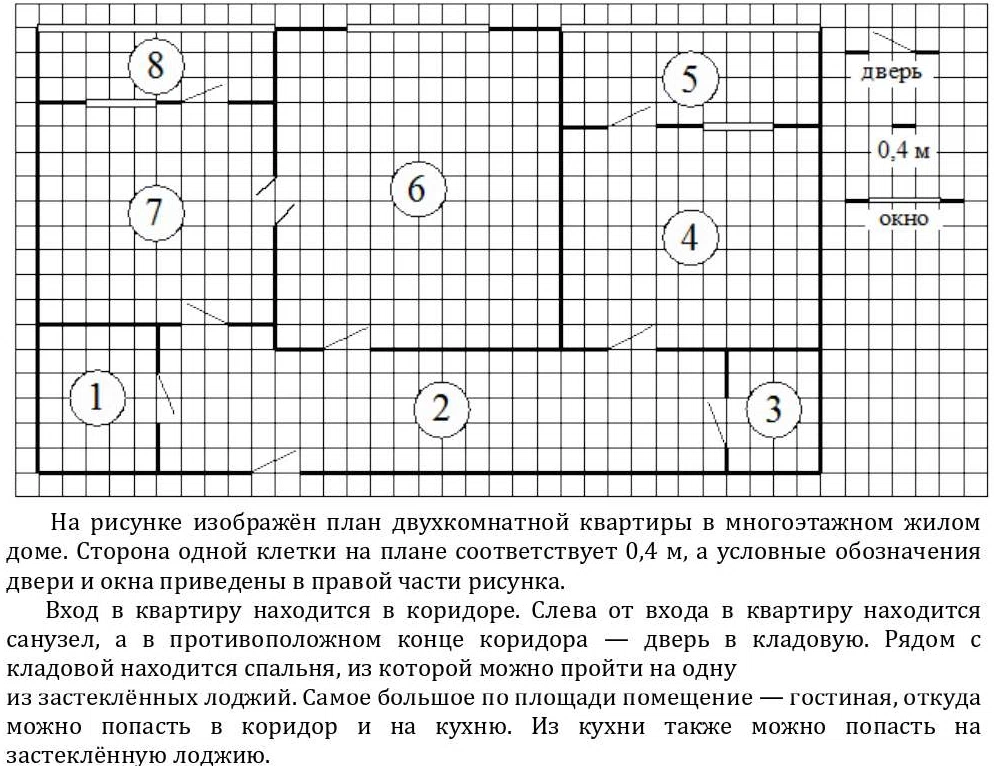 8
5
дверь
0,4 м
6
7
окно
4
1
2
3
На рисунке изображён план двухкомнатной квартиры в многоэтажном жилом
доме. Сторона одной клетки на плане соответствует 0,4 м, а условные обозначения
двери и окна приведены в правой части рисунка.
Вход в квартиру находится в коридоре. Слева от входа в квартиру находится
санузел, а в противоположном конце коридора — дверь в кладовую. Рядом с
кладовой находится спальня, из которой можно пройти на одну
из застеклённых лоджий. Самое большое по площади помещение — гостиная, откуда
можно попасть в коридор и на кухню. Из кухни также можно попасть на
застеклённую лоджию.